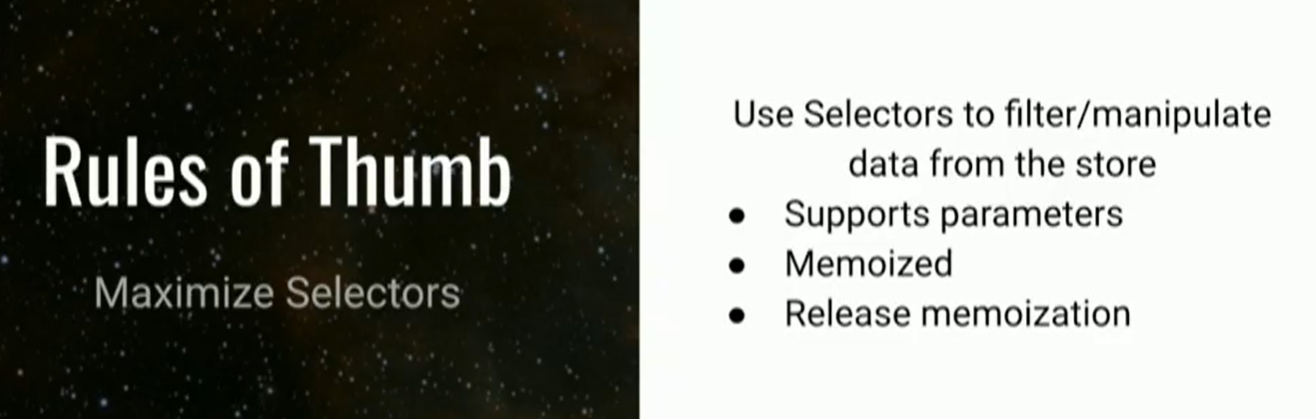 Rules of Thumb
Maximize Selectors
Use Selectors to filter/manipulate
data from the store
● Supports parameters
● Memoized
● Release memoization